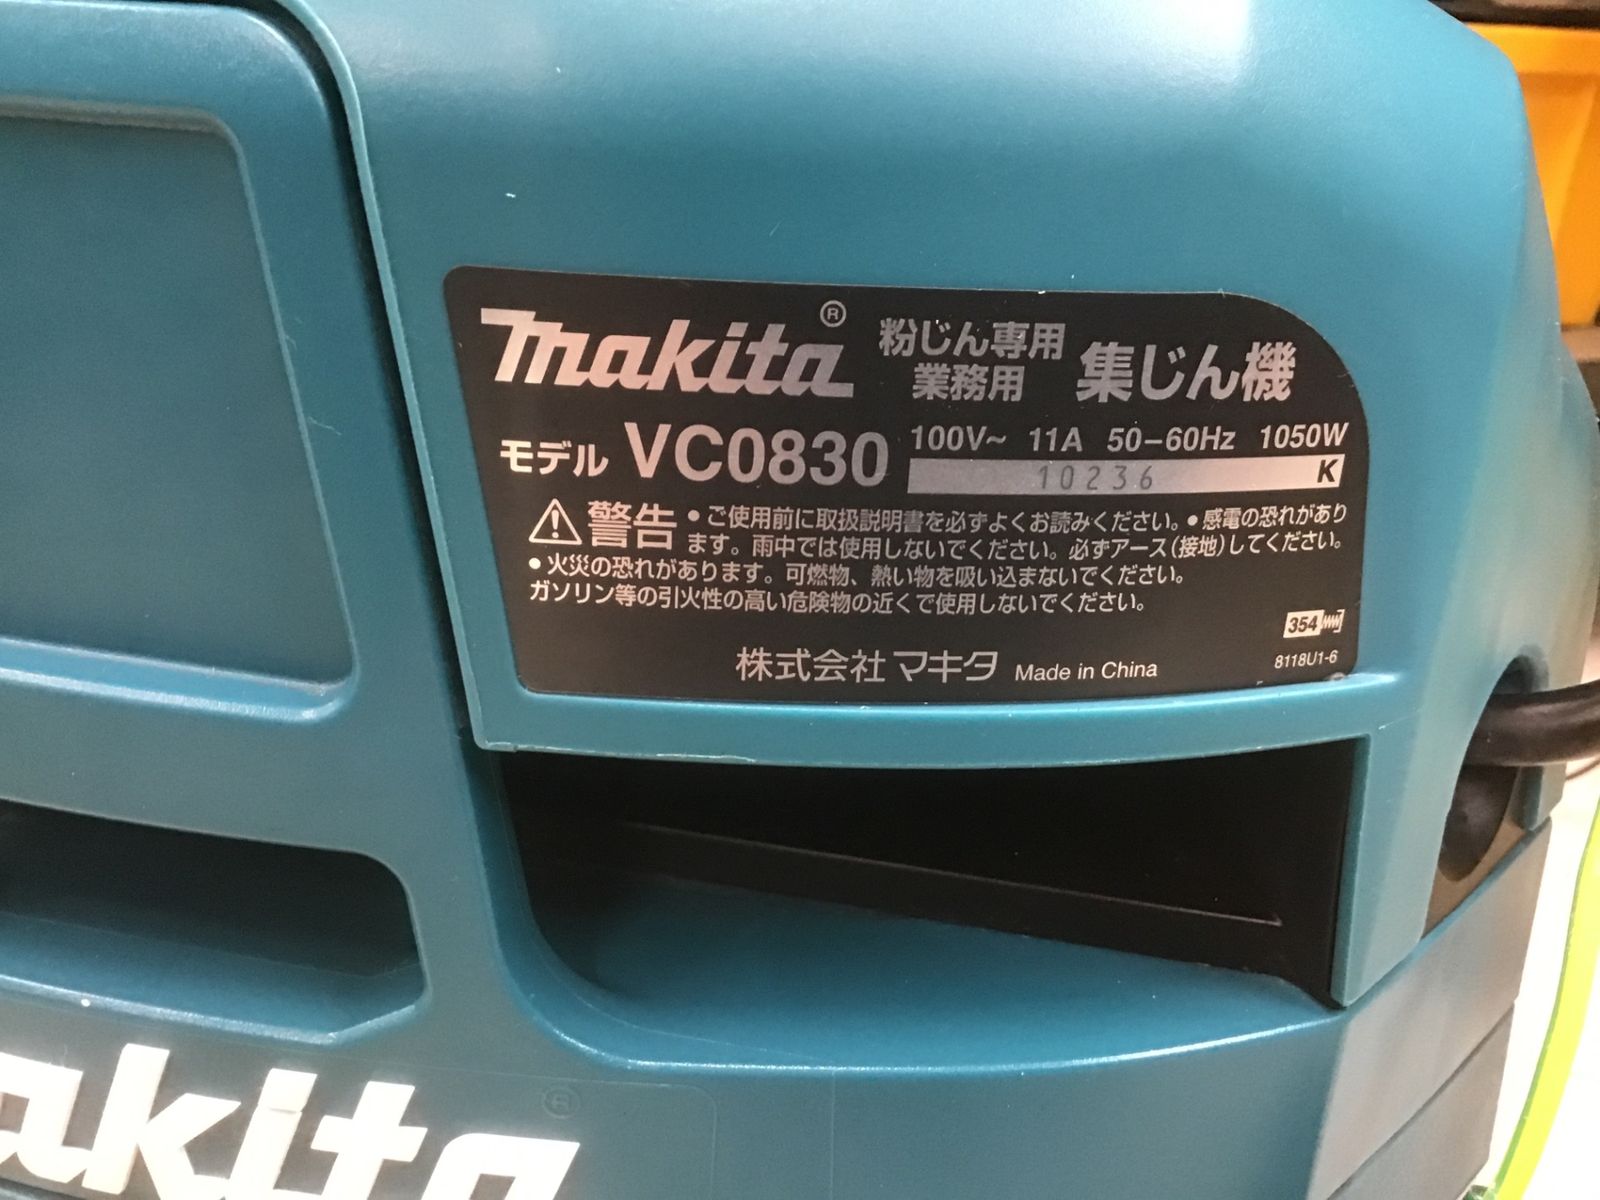 makita® 粉じん専用 業務用 集じん機
モデル VC0830 100V~ 11A 50-60Hz 1050W
10236 K
⚠警告 •ご使用前に取扱説明書を必ずよくお読みください。•感電の恐れがあり
ます。雨中では使用しないでください。必ずアース(接地)してください。
•火災の恐れがあります。可燃物、熱い物を吸い込まないでください。
ガソリン等の引火性の高い危険物の近くで使用しないでください。
354
株式会社 マキタ Made in China 8118U1-6
akita ®